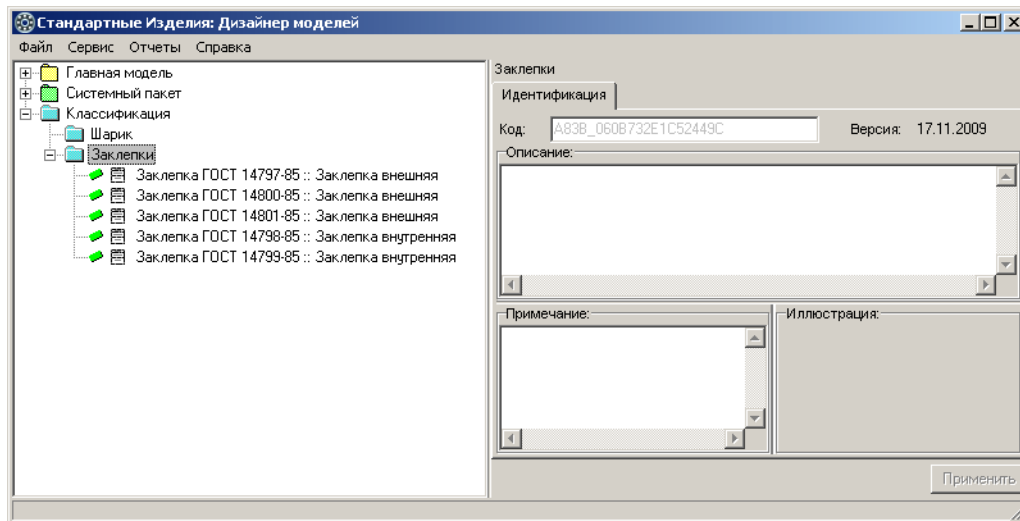 Стандартные Изделия: Дизайнер моделей
Файл Сервис Отчеты Справка
Главная модель
Системный пакет
Классификация
Шарик
Заклепки
Заклепка ГОСТ 14797-85 :: Заклепка внешняя
Заклепка ГОСТ 14800-85 :: Заклепка внешняя
Заклепка ГОСТ 14801-85 :: Заклепка внешняя
Заклепка ГОСТ 14798-85 :: Заклепка внутренняя
Заклепка ГОСТ 14799-85 :: Заклепка внутренняя
Заклепки
Идентификация
Код: A83B_060B732E1C52449C Версия: 17.11.2009
Описание:
Примечание:
Иллюстрация:
Применить